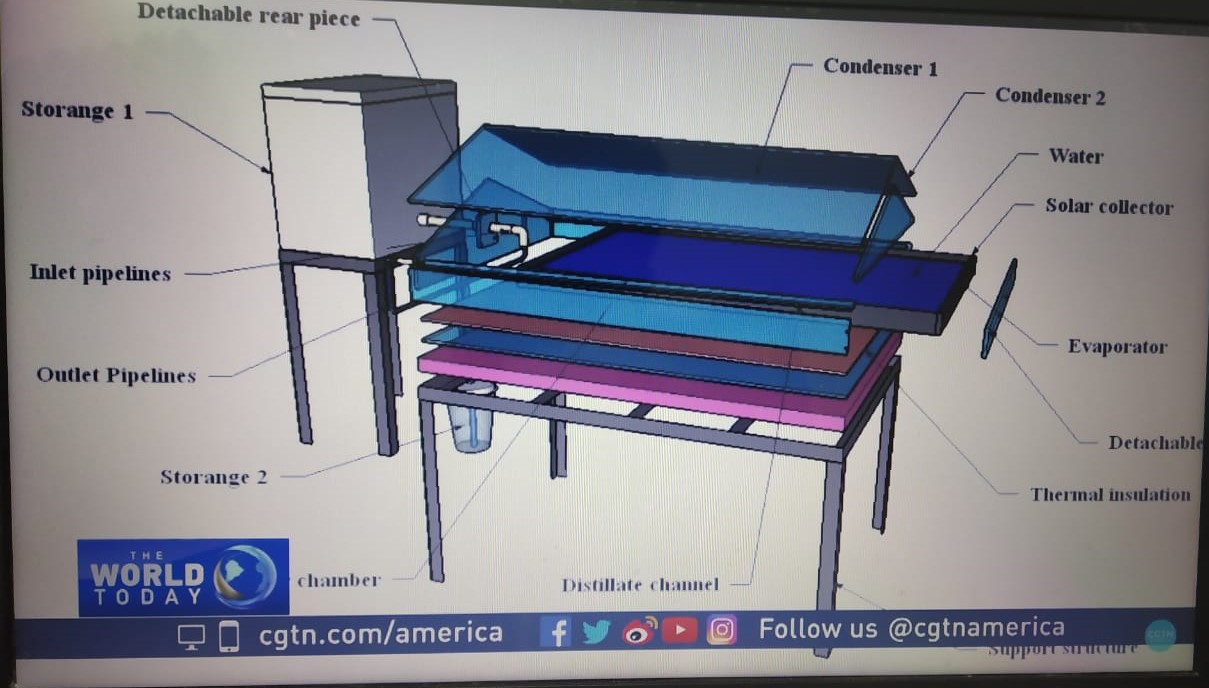 Detachable rear piece
Condenser 1
Condenser 2
Storange 1
Water
Solar collector
Inlet pipelines
Evaporator
Outlet Pipelines
Detachable
Storange 2
Thermal insulation
THE
WORLD
TODAY
chamber
Distillate channel
cgtn.com/america
Follow us @cgtnamerica
CGTN
Support structure